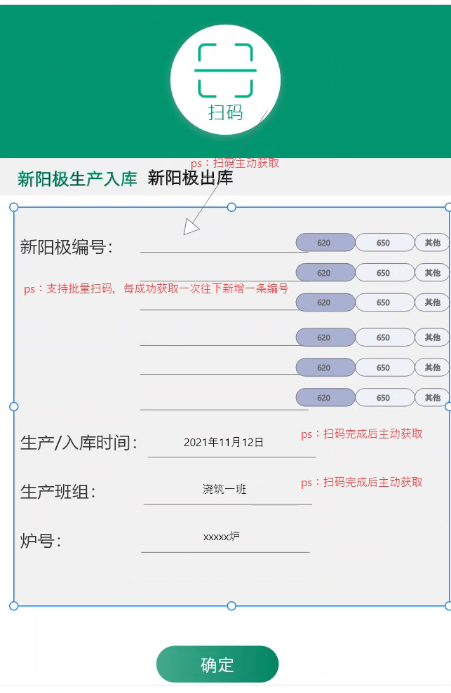 扫码
ps：扫码主动获取
新阳极生产入库 新阳极出库
新阳极编号： 620 650 其他
620 650 其他
ps：支持批量扫码，每成功获取一次往下新增一条编号 620 650 其他
620 650 其他
620 650 其他
620 650 其他
生产/入库时间： 2021年11月12日 ps：扫码完成后主动获取
生产班组： 浇筑一班 ps：扫码完成后主动获取
炉号： xxxxx炉
确定